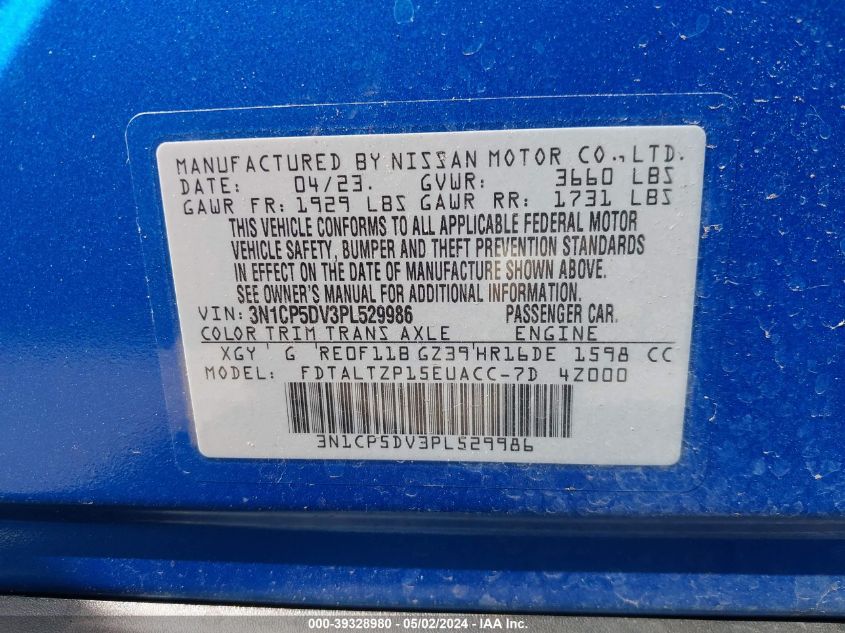 MANUFACTURED BY NISSAN MOTOR CO.,LTD.
DATE: 04/23. GVWR: 3660 LBS
GAWR FR: 1929 LBS GAWR RR: 1731 LBS
THIS VEHICLE CONFORMS TO ALL APPLICABLE FEDERAL MOTOR
VEHICLE SAFETY, BUMPER AND THEFT PREVENTION STANDARDS
IN EFFECT ON THE DATE OF MANUFACTURE SHOWN ABOVE.
SEE OWNER'S MANUAL FOR ADDITIONAL INFORMATION.
VIN: 3N1CP5DV3PL529986 PASSENGER CAR.
COLOR TRIM TRANS AXLE ENGINE
XGY G RE0F11B GZ39 HR16DE 1598 CC
MODEL: FDTALTZP15EUACC-7D 4Z000
3N1CP5DV3PL529986
000-39328980 - 05/02/2024 - IAA Inc.